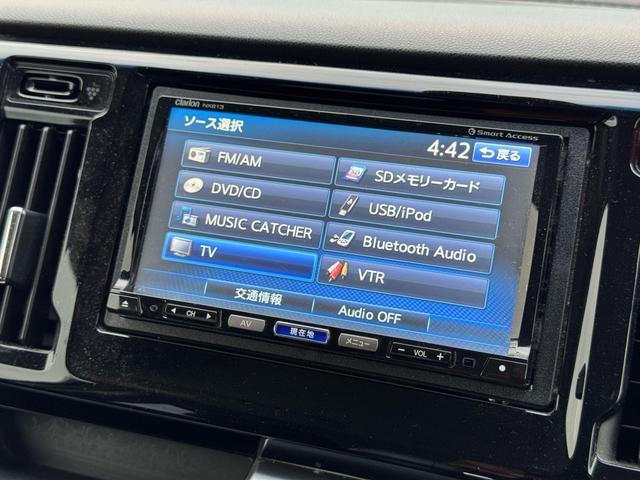 clarion NX613
Smart Access
ソース選択
4:42
戻る
FM/AM
SDメモリーカード
DVD/CD
USB/iPod
MUSIC CATCHER
Bluetooth Audio
TV
VTR
交通情報
Audio OFF
CH
AV
現在地
メニュー
− VOL +